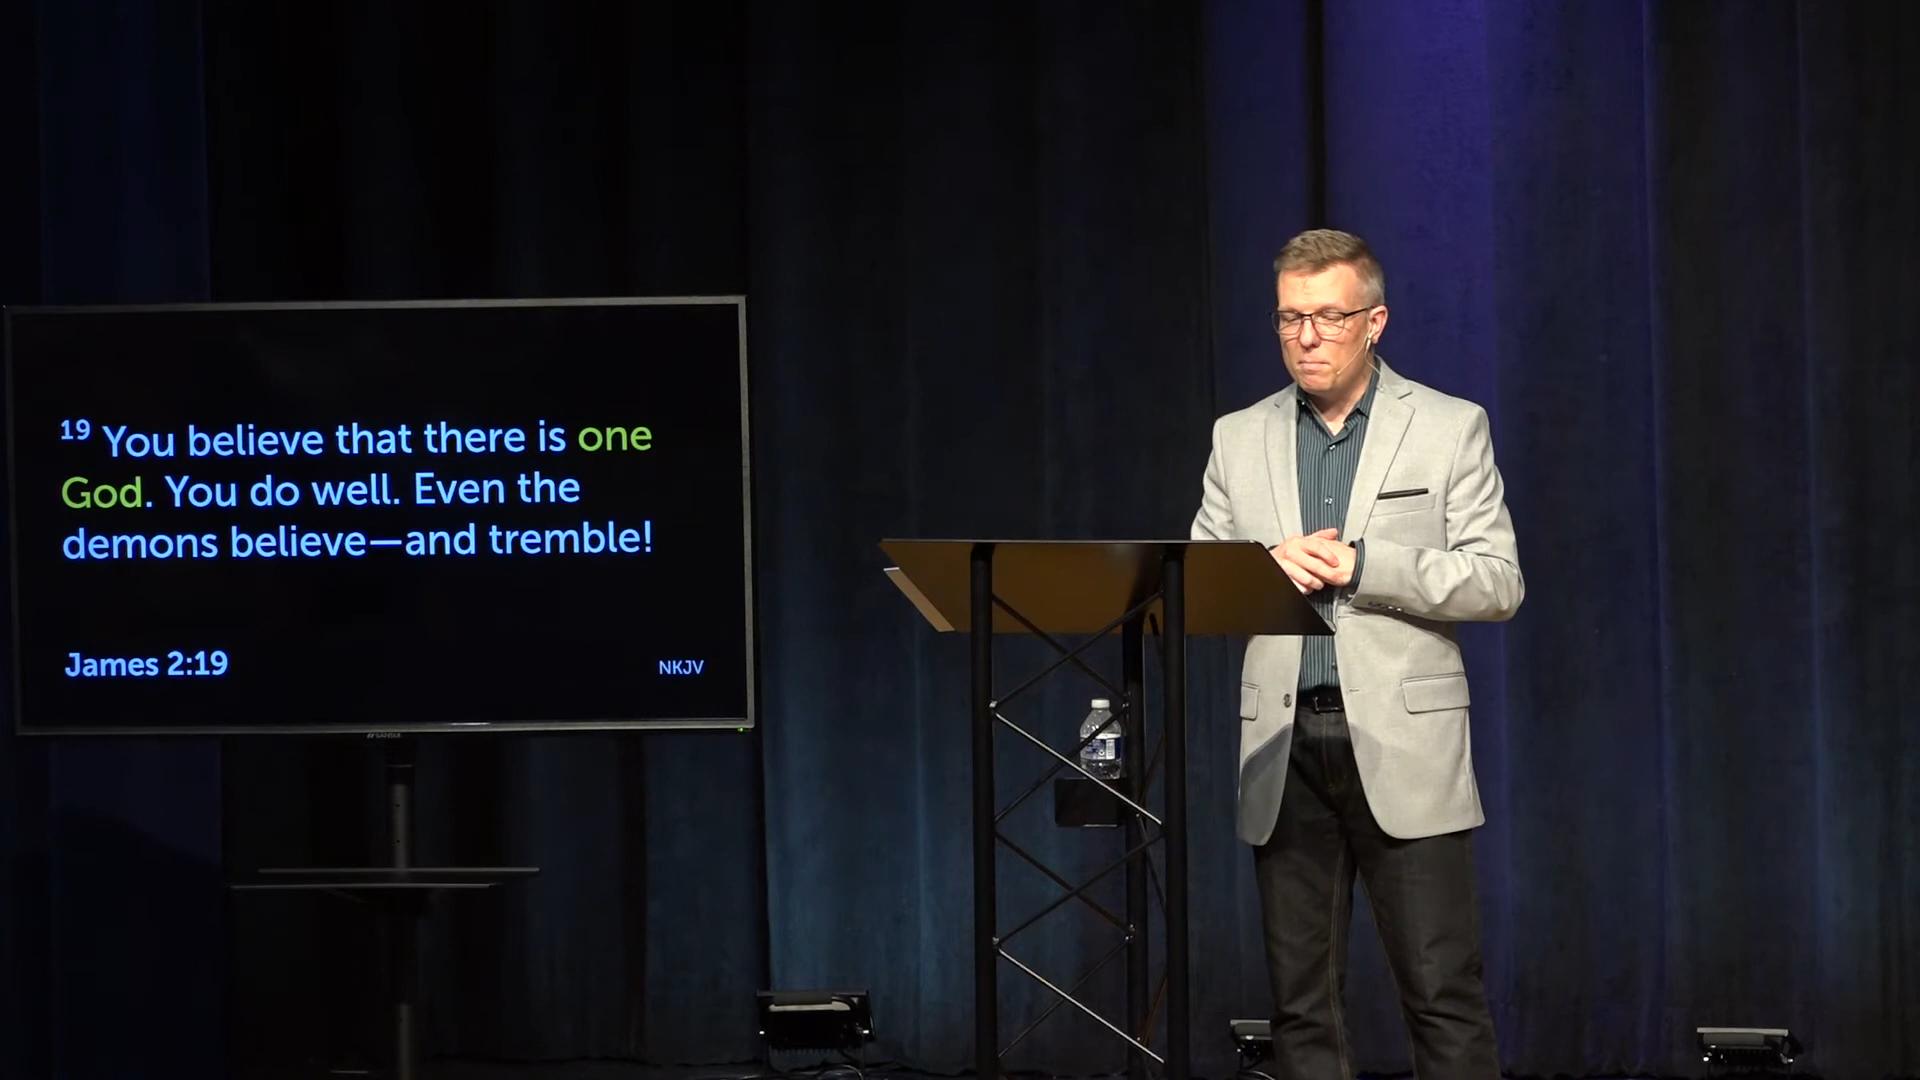 19 You believe that there is one
God. You do well. Even the
demons believe—and tremble!
James 2:19
NKJV